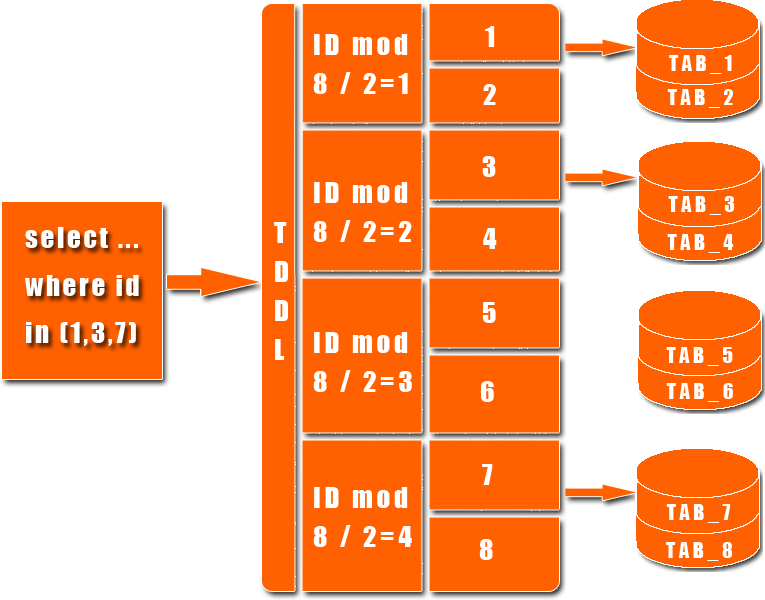 select ...
where id
in (1,3,7)
T
D
D
L
ID mod
8 / 2=1
1
2
ID mod
8 / 2=2
3
4
ID mod
8 / 2=3
5
6
ID mod
8 / 2=4
7
8
TAB_1
TAB_2
TAB_3
TAB_4
TAB_5
TAB_6
TAB_7
TAB_8